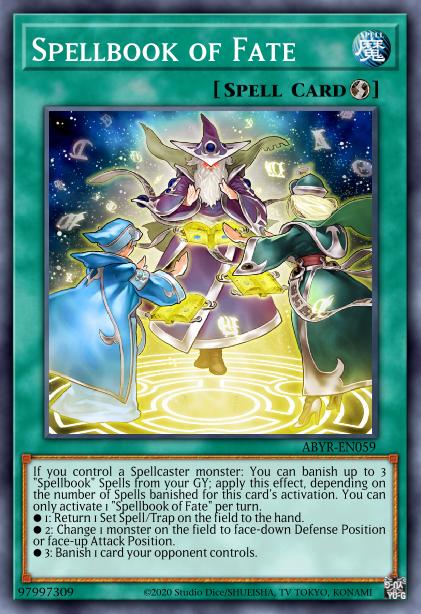 SPELLBOOK OF FATE
SPELL
魔
[SPELL CARD]
ABYR-EN059
If you control a Spellcaster monster: You can banish up to 3
"Spellbook" Spells from your GY; apply this effect, depending on
the number of Spells banished for this card's activation. You can
only activate 1 "Spellbook of Fate" per turn.
● 1: Return 1 Set Spell/Trap on the field to the hand.
● 2: Change 1 monster on the field to face-down Defense Position
or face-up Attack Position.
● 3: Banish 1 card your opponent controls.
97997309
©2020 Studio Dice/SHUEISHA, TV TOKYO, KONAMI